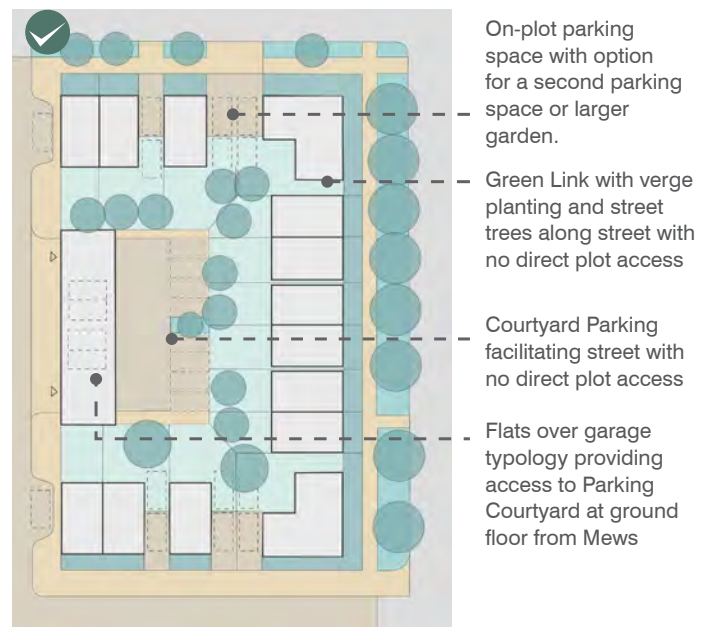 On-plot parking
space with option
for a second parking
space or larger
garden.
Green Link with verge
planting and street
trees along street with
no direct plot access
Courtyard Parking
facilitating street with
no direct plot access
Flats over garage
typology providing
access to Parking
Courtyard at ground
floor from Mews